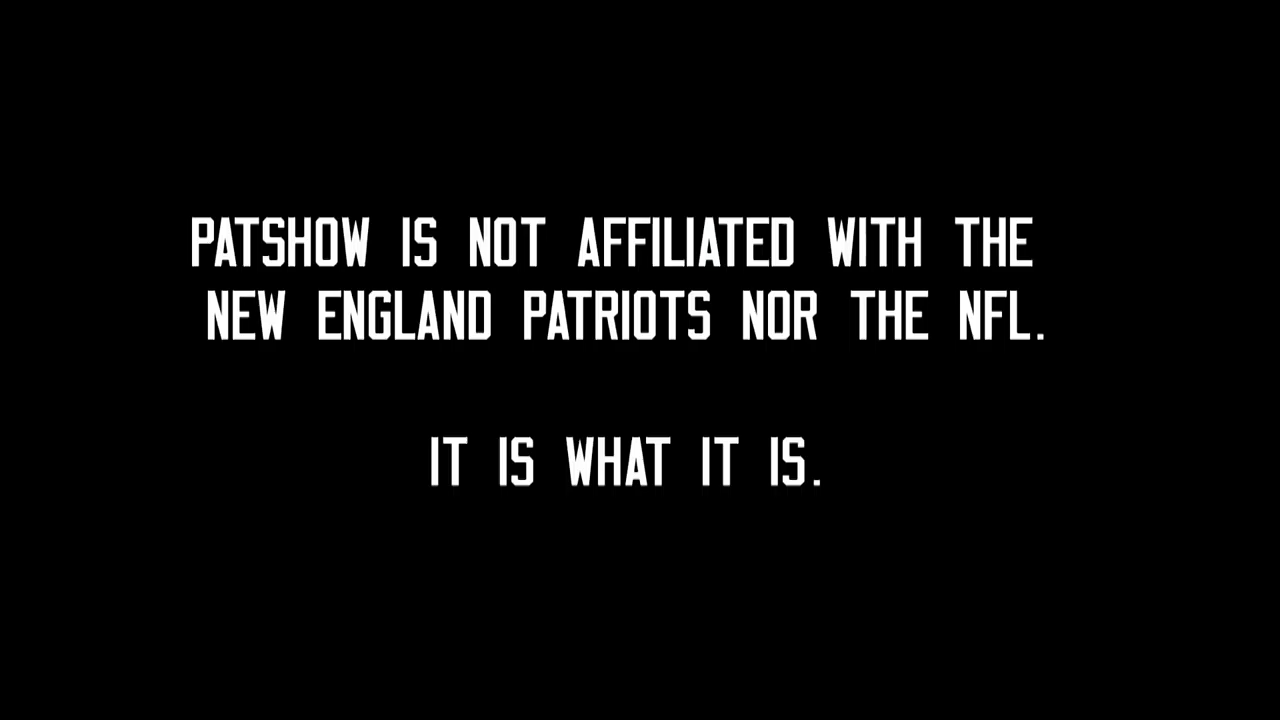 PATSHOW IS NOT AFFILIATED WITH THE
NEW ENGLAND PATRIOTS NOR THE NFL.
IT IS WHAT IT IS.